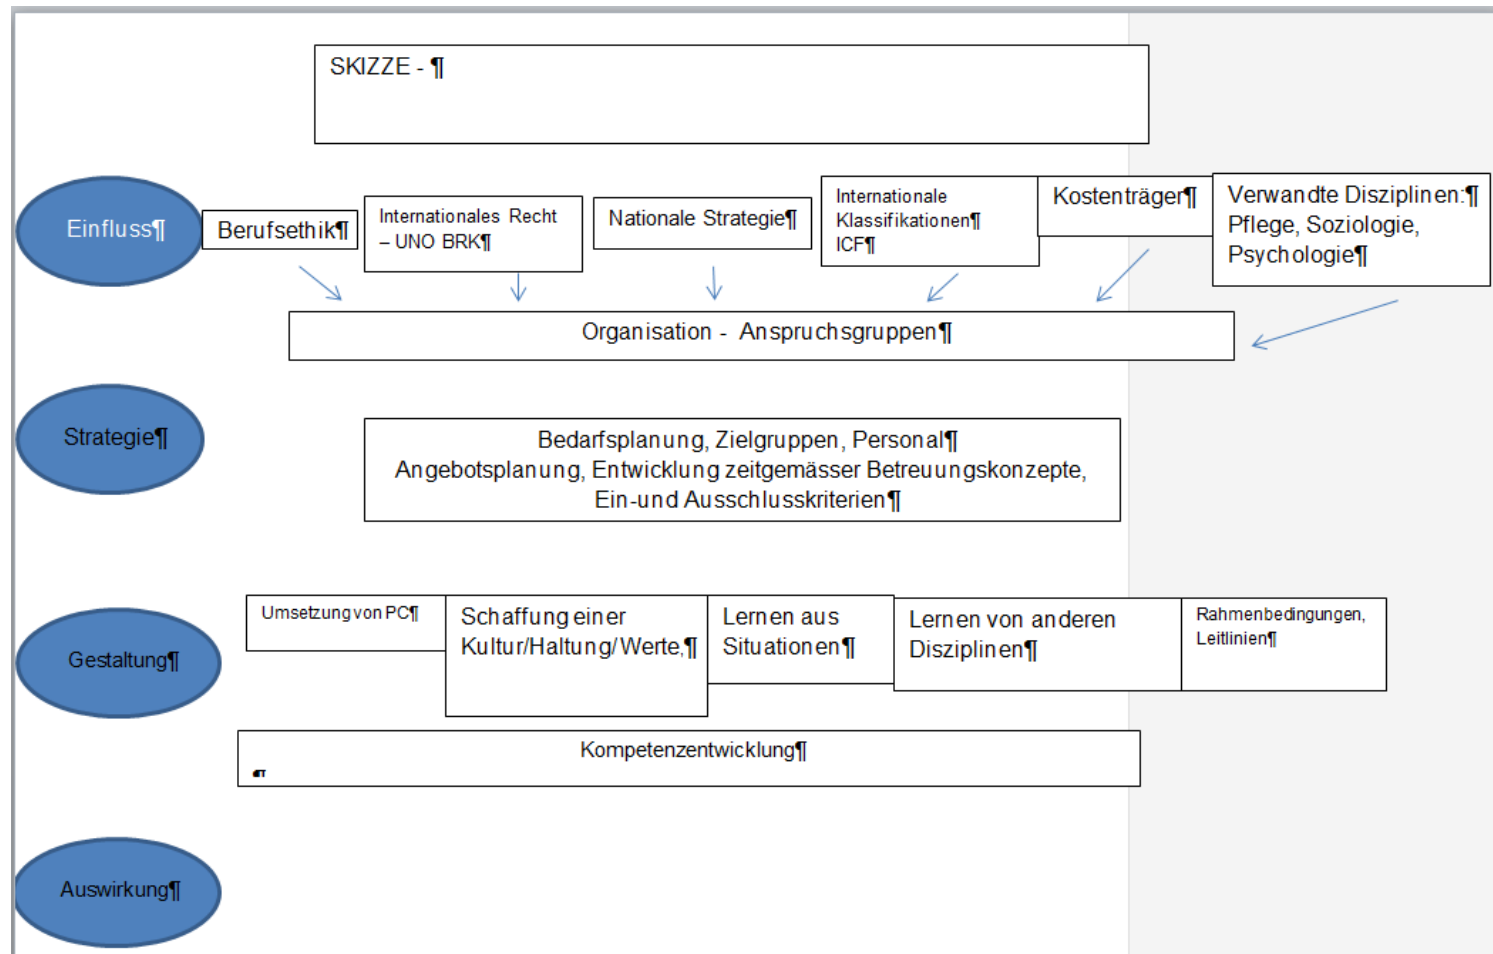 SKIZZE - ¶
Einfluss¶
Berufsethik¶
Internationales Recht
– UNO BRK¶
Nationale Strategie¶
Internationale
Klassifikationen¶
ICF¶
Kostenträger¶
Verwandte Disziplinen:¶
Pflege, Soziologie,
Psychologie¶
Organisation - Anspruchsgruppen¶
Strategie¶
Bedarfsplanung, Zielgruppen, Personal¶
Angebotsplanung, Entwicklung zeitgemässer Betreuungskonzepte,
Ein-und Ausschlusskriterien¶
Gestaltung¶
Umsetzung von PC¶
Schaffung einer
Kultur/Haltung/Werte,¶
Lernen aus
Situationen¶
Lernen von anderen
Disziplinen¶
Rahmenbedingungen,
Leitlinien¶
Kompetenzentwicklung¶
¶
Auswirkung¶